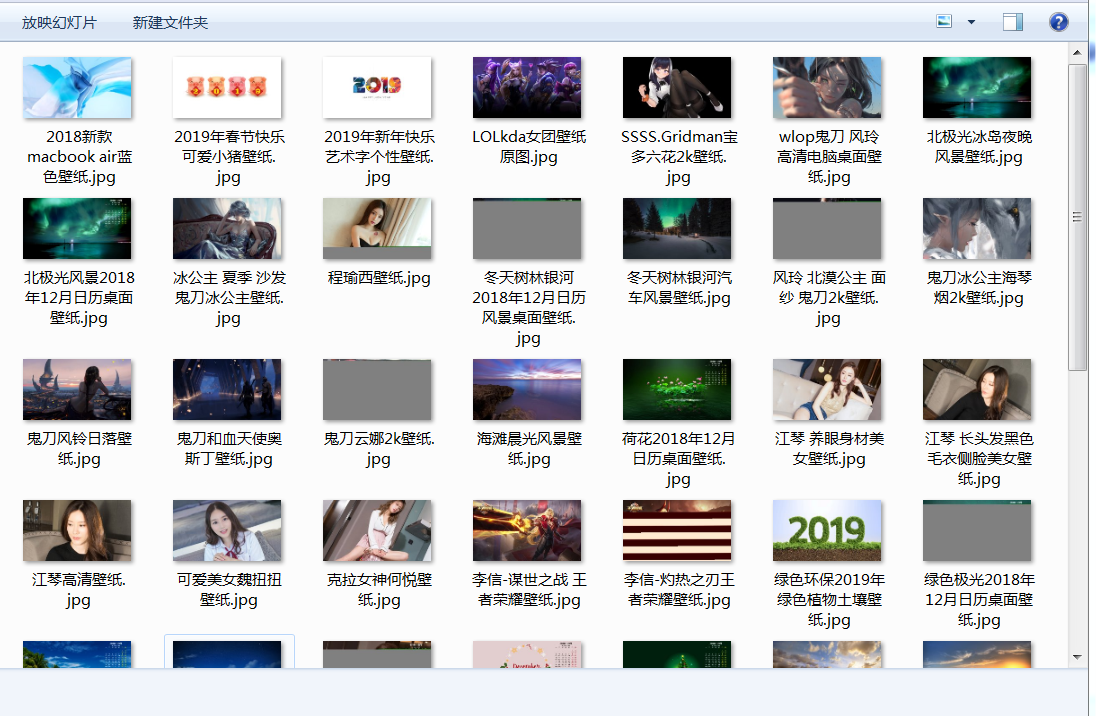 放映幻灯片 新建文件夹
2018新款
macbook air蓝
色壁纸.jpg
2019年春节快乐
可爱小猪壁纸.
jpg
2019年新年快乐
艺术字个性壁纸.
jpg
LOLkda女团壁纸
原图.jpg
SSSS.Gridman宝
多六花2k壁纸.
jpg
wlop鬼刀 风玲
高清电脑桌面壁
纸.jpg
北极光冰岛夜晚
风景壁纸.jpg
2019
2019
北极光风景2018
年12月日历桌面
壁纸.jpg
冰公主 夏季 沙发
鬼刀冰公主壁纸.
jpg
程瑜西壁纸.jpg
冬天树林银河
2018年12月日历
风景桌面壁纸.
jpg
冬天树林银河汽
车风景壁纸.jpg
风玲 北漠公主 面
纱 鬼刀2k壁纸.
jpg
鬼刀冰公主海琴
烟2k壁纸.jpg
鬼刀风铃日落壁
纸.jpg
鬼刀和血天使奥
斯丁壁纸.jpg
鬼刀云娜2k壁纸.
jpg
海滩晨光风景壁
纸.jpg
荷花2018年12月
日历桌面壁纸.
jpg
江琴 养眼身材美
女壁纸.jpg
江琴 长头发黑色
毛衣侧脸美女壁
纸.jpg
江琴高清壁纸.
jpg
可爱美女魏扭扭
壁纸.jpg
克拉女神何悦壁
纸.jpg
李信-谋世之战 王
者荣耀壁纸.jpg
李信-灼热之刃王
者荣耀壁纸.jpg
2019
绿色环保2019年
绿色植物土壤壁
纸.jpg
绿色极光2018年
12月日历桌面壁
纸.jpg